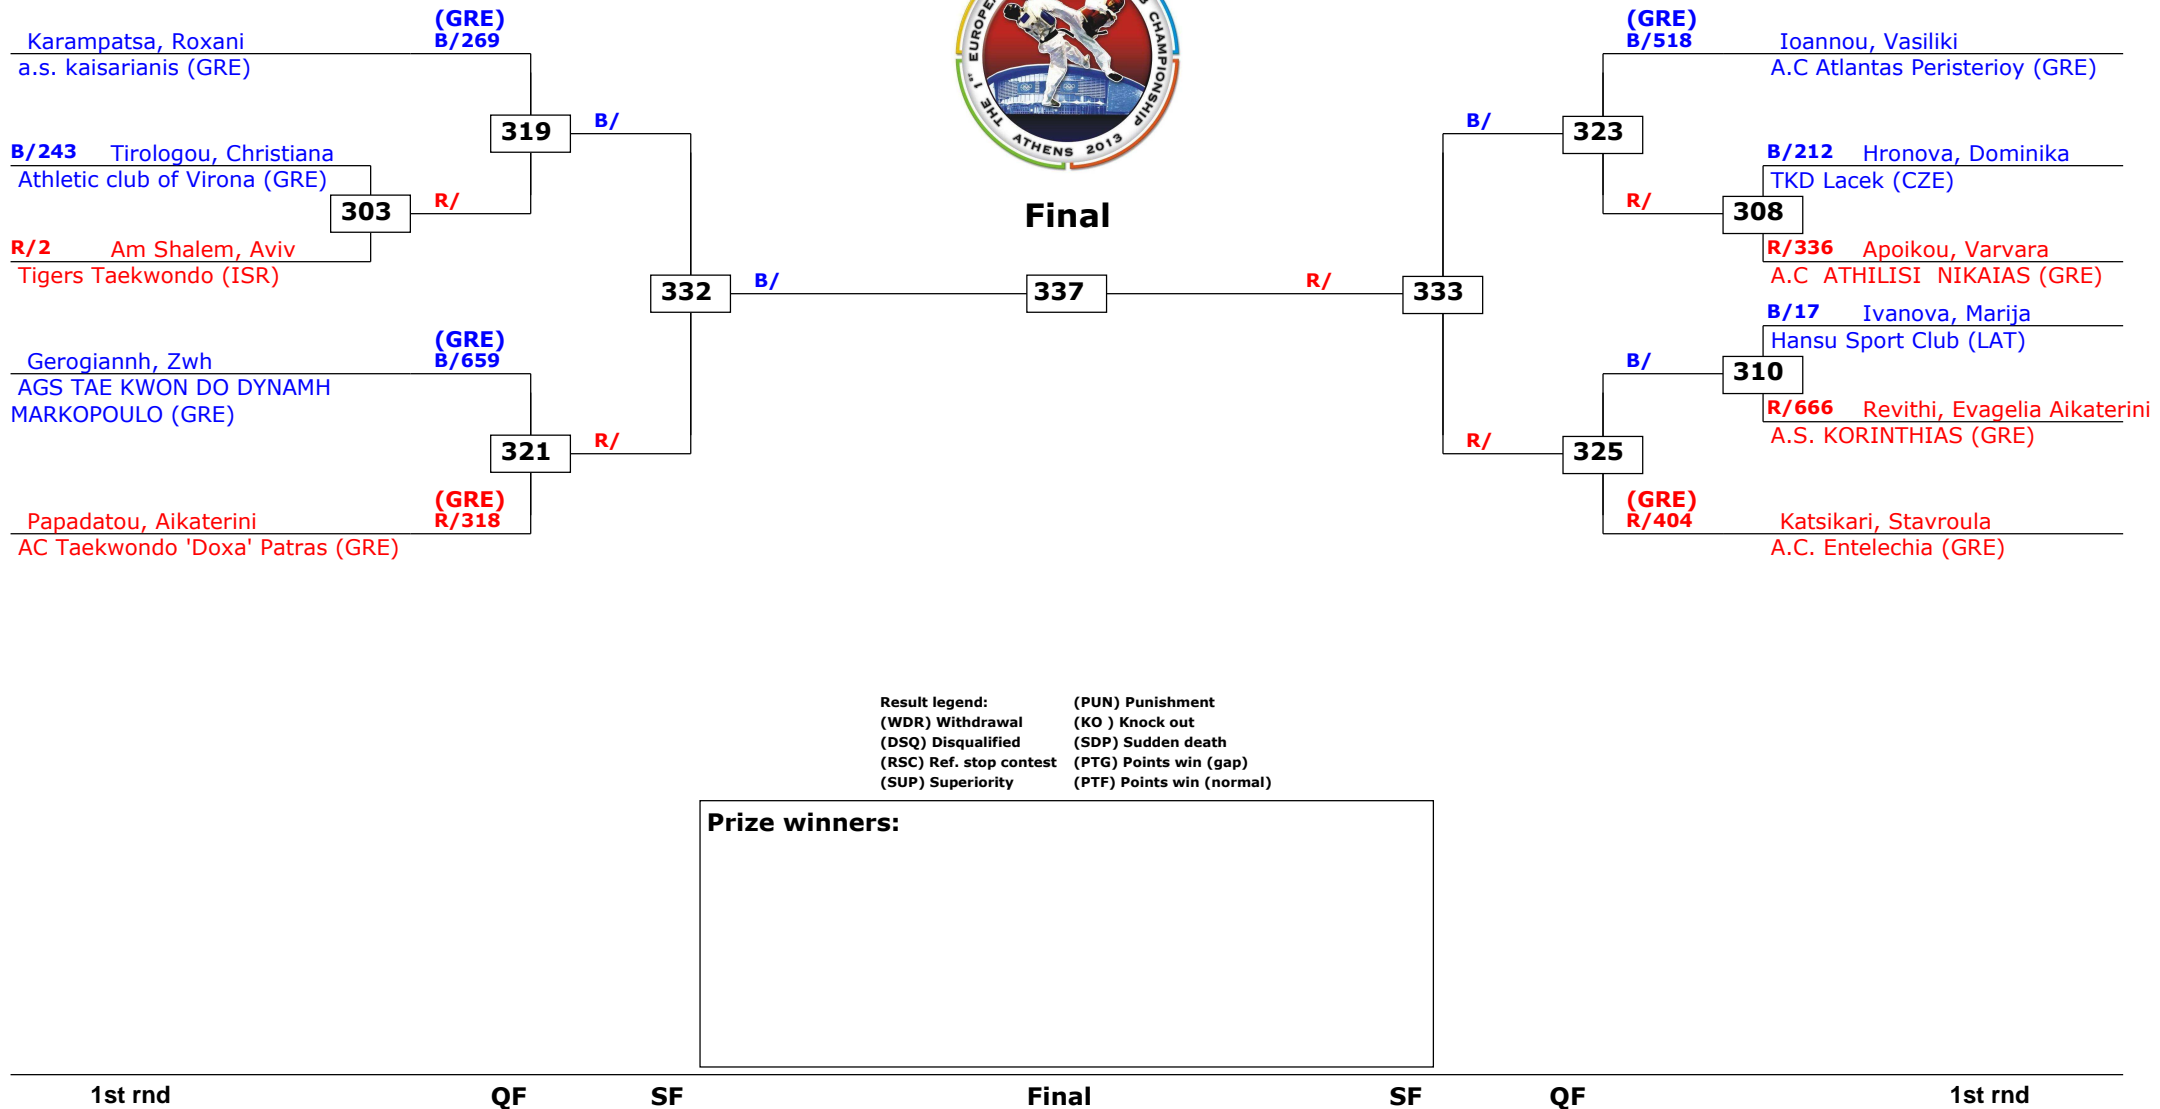 (GRE)
Karampatsa, Roxani B/269
a.s. kaisarianis (GRE)
319 B/
B/243 Tirologou, Christiana
Athletic club of Virona (GRE)
303 R/
R/2 Am Shalem, Aviv
Tigers Taekwondo (ISR)
332 B/
(GRE)
Gerogiannh, Zwh B/659
AGS TAE KWON DO DYNAMH
MARKOPOULO (GRE)
321 R/
(GRE)
Papadatou, Aikaterini R/318
AC Taekwondo 'Doxa' Patras (GRE)
THE 1st CHAMPIONSHIP
ATHENS 2013
Final
337
(GRE)
B/518 Ioannou, Vasiliki
A.C Atlantas Peristerioy (GRE)
B/ 323
B/212 Hronova, Dominika
TKD Lacek (CZE)
R/ 308
R/336 Apoikou, Varvara
A.C ATHILISI NIKAIAS (GRE)
R/ 333
B/17 Ivanova, Marija
Hansu Sport Club (LAT)
B/ 310
R/666 Revithi, Evagelia Aikaterini
A.S. KORINTHIAS (GRE)
R/ 325
(GRE)
R/404 Katsikari, Stavroula
A.C. Entelechia (GRE)
Result legend: (PUN) Punishment
(WDR) Withdrawal (KO ) Knock out
(DSQ) Disqualified (SDP) Sudden death
(RSC) Ref. stop contest (PTG) Points win (gap)
(SUP) Superiority (PTF) Points win (normal)
Prize winners:
1st rnd QF SF Final SF QF 1st rnd